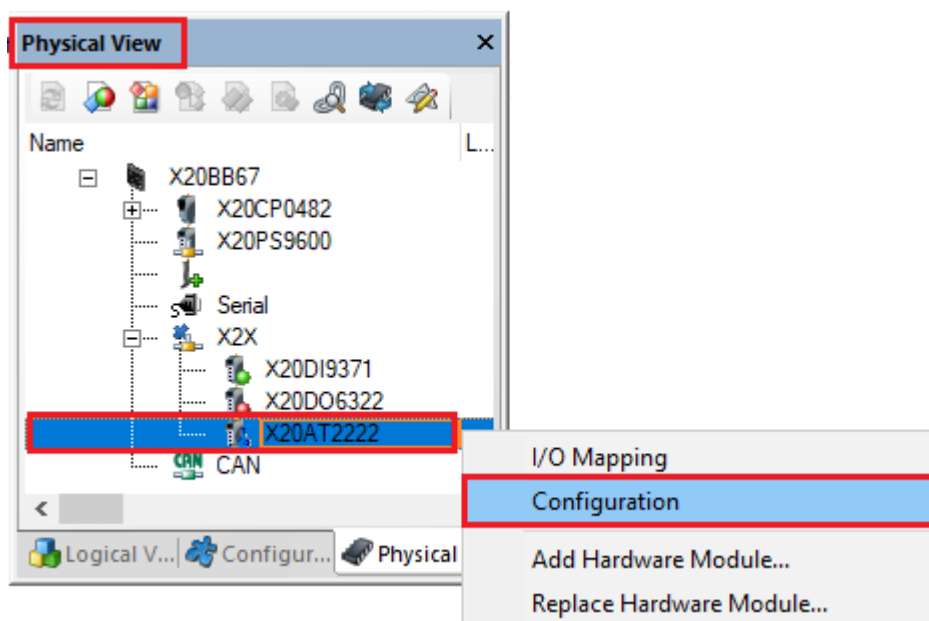 Physical View
Name
L...
X20BB67
X20CP0482
X20PS9600
Serial
X2X
X20DI9371
X20DO6322
X20AT2222
CAN
I/O Mapping
Configuration
Add Hardware Module...
Replace Hardware Module...
Logical V...
Configur...
Physical